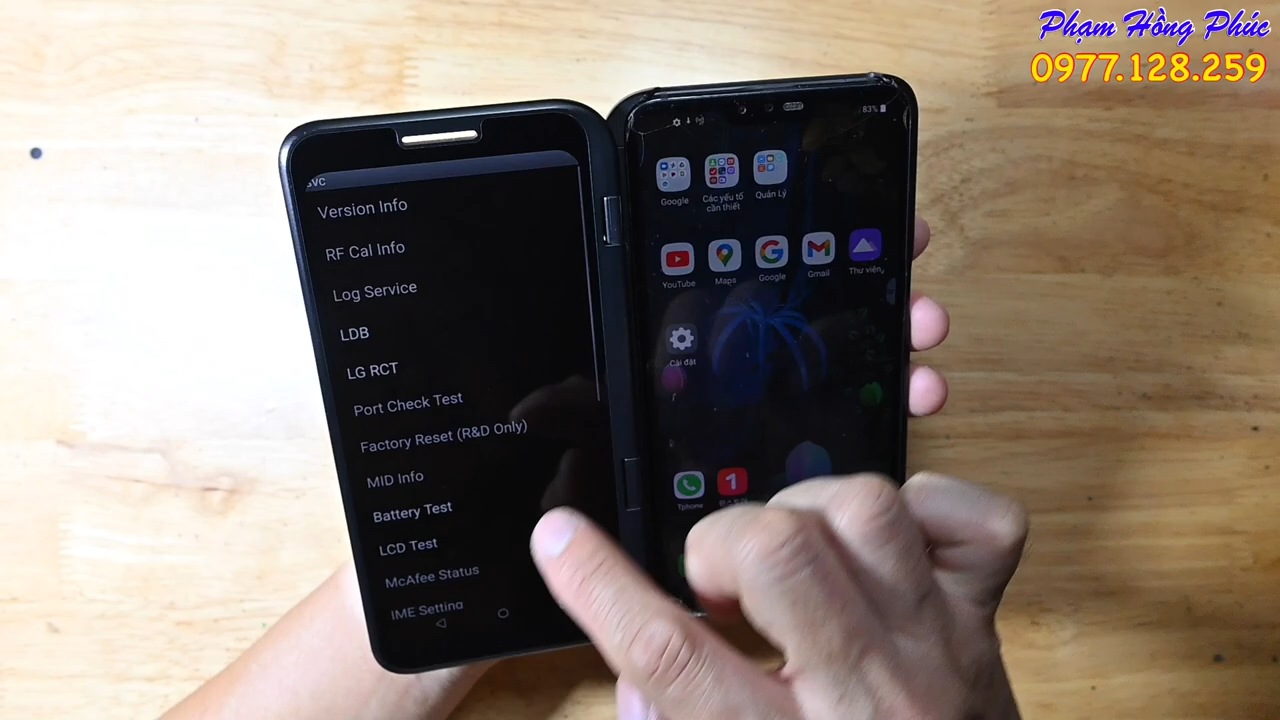 Phạm Hồng Phúc
0977.128.259
SVC
Version Info
RF Cal Info
Log Service
LDB
LG RCT
Port Check Test
Factory Reset (R&D Only)
MID Info
Battery Test
LCD Test
McAfee Status
IME Setting
83%
Google
Các yếu tố
cần thiết
Quản Lý
YouTube
Maps
Google
Gmail
Thư viện
Cài đặt
Tphone
1